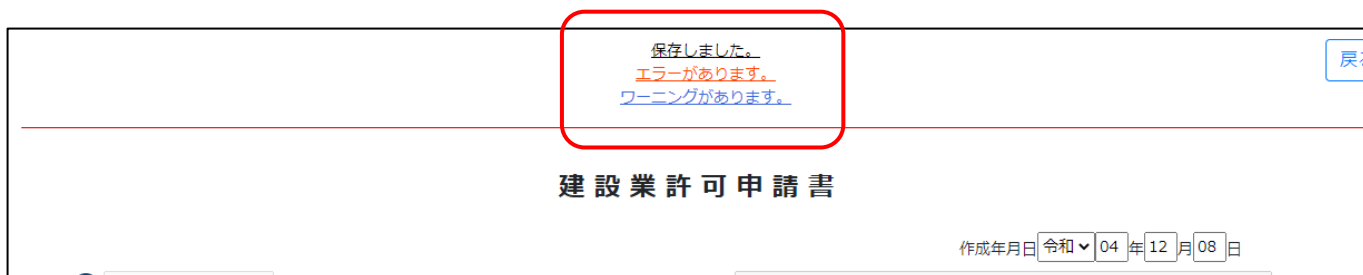 保存しました。
エラーがあります。
ワーニングがあります。
建設業許可申請書
作成年月日 令和 04 年 12 月 08 日